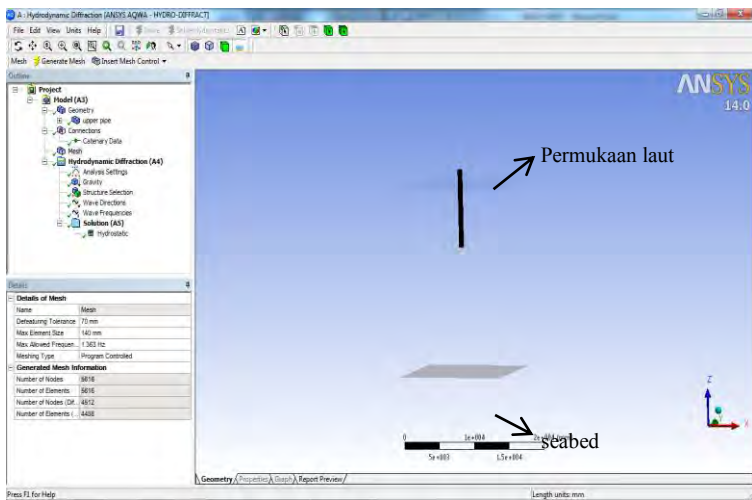 A : Hydrodynamic Diffraction [ANSYS AQWA - HYDRO-DIFFRACT]
File Edit View Units Help
Mesh Generate Mesh Insert Mesh Control
Outline
Project
Model (A3)
Geometry
upper pipe
Connections
Catenary Data
Mesh
Hydrodynamic Diffraction (A4)
Analysis Settings
Gravity
Structure Selection
Wave Directions
Wave Frequencies
Solution (A5)
Hydrostatic
Details
Details of Mesh
Name Mesh
Defeaturing Tolerance 70 mm
Max Element Size 140 mm
Max Allowed Frequen... 1.363 Hz
Meshing Type Program Controlled
Generated Mesh Information
Number of Nodes 5818
Number of Elements 5816
Number of Nodes (Dif... 4512
Number of Elements (... 4488
ANSYS
14.0
Permukaan laut
Z
X
0 1e+004
5e+003 1.5e+004
seabed
Geometry Properties Graph Report Preview
Press F1 for Help Length units: mm